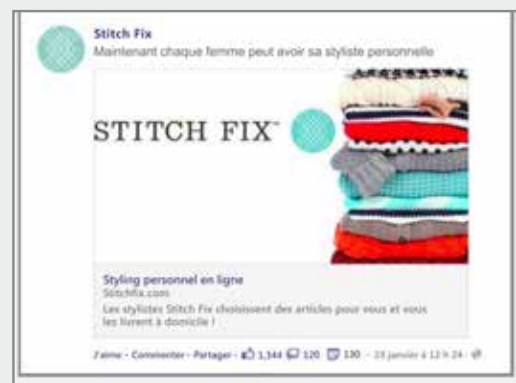 Stitch Fix
Maintenant chaque femme peut avoir sa styliste personnelle
STITCH FIX™
Styling personnel en ligne
Stitchfix.com
Les stylistes Stitch Fix choisissent des articles pour vous et vous
les livrent à domicile !
J'aime - Commenter - Partager - 1,344 120 130 - 23 janvier à 12 h 24 -